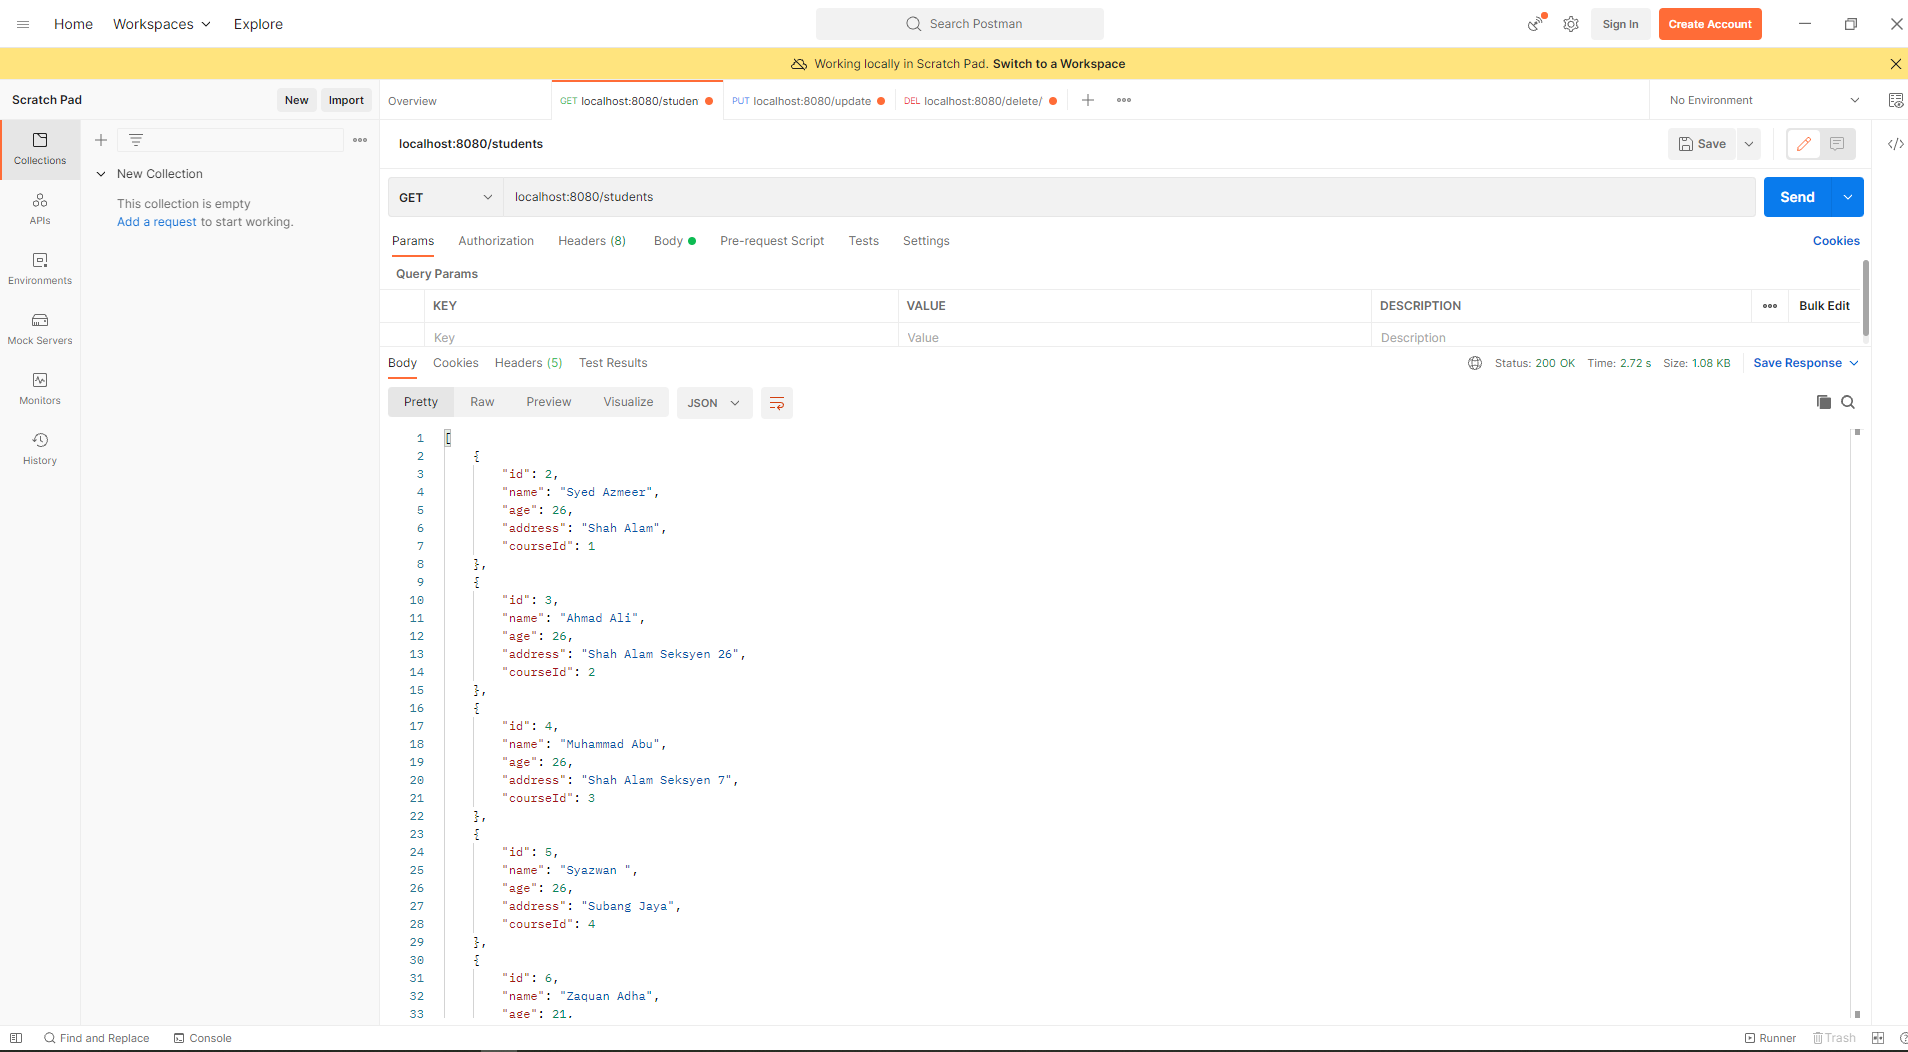 Home Workspaces Explore Search Postman Sign In Create Account
Working locally in Scratch Pad. Switch to a Workspace
Scratch Pad New Import Overview GET localhost:8080/studen PUT localhost:8080/update DEL localhost:8080/delete/ No Environment
Collections
APIs
Environments
Mock Servers
Monitors
History
New Collection
This collection is empty
Add a request to start working.
localhost:8080/students Save
GET localhost:8080/students Send
Params Authorization Headers (8) Body Pre-request Script Tests Settings Cookies
Query Params
KEY VALUE DESCRIPTION Bulk Edit
Key Value Description
Body Cookies Headers (5) Test Results Status: 200 OK Time: 2.72 s Size: 1.08 KB Save Response
Pretty Raw Preview Visualize JSON
1 [
2 {
3 "id": 2,
4 "name": "Syed Azmeer",
5 "age": 26,
6 "address": "Shah Alam",
7 "courseId": 1
8 },
9 {
10 "id": 3,
11 "name": "Ahmad Ali",
12 "age": 26,
13 "address": "Shah Alam Seksyen 26",
14 "courseId": 2
15 },
16 {
17 "id": 4,
18 "name": "Muhammad Abu",
19 "age": 26,
20 "address": "Shah Alam Seksyen 7",
21 "courseId": 3
22 },
23 {
24 "id": 5,
25 "name": "Syazwan ",
26 "age": 26,
27 "address": "Subang Jaya",
28 "courseId": 4
29 },
30 {
31 "id": 6,
32 "name": "Zaquan Adha",
33 "age": 21,
Find and Replace Console Runner Trash